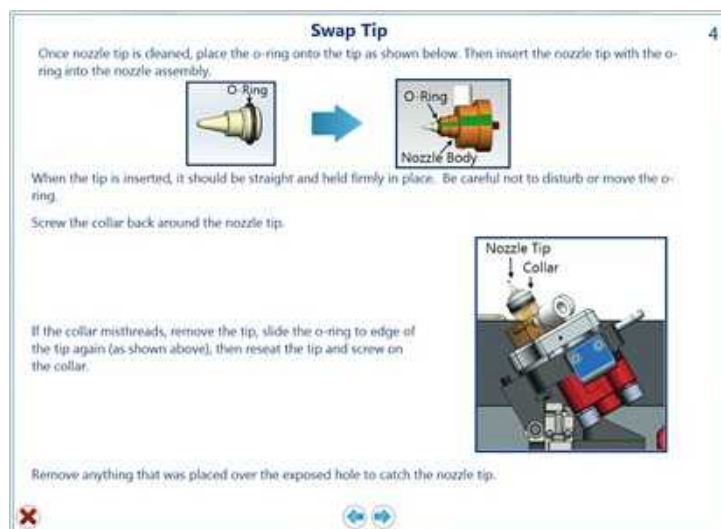 Swap Tip
4
Once nozzle tip is cleaned, place the o-ring onto the tip as shown below. Then insert the nozzle tip with the o-
ring into the nozzle assembly.
O-Ring
O-Ring
Nozzle Body
When the tip is inserted, it should be straight and held firmly in place. Be careful not to disturb or move the o-
ring.
Screw the collar back around the nozzle tip.
Nozzle Tip
Collar
If the collar misthreads, remove the tip, slide the o-ring to edge of
the tip again (as shown above), then reseat the tip and screw on
the collar.
Remove anything that was placed over the exposed hole to catch the nozzle tip.